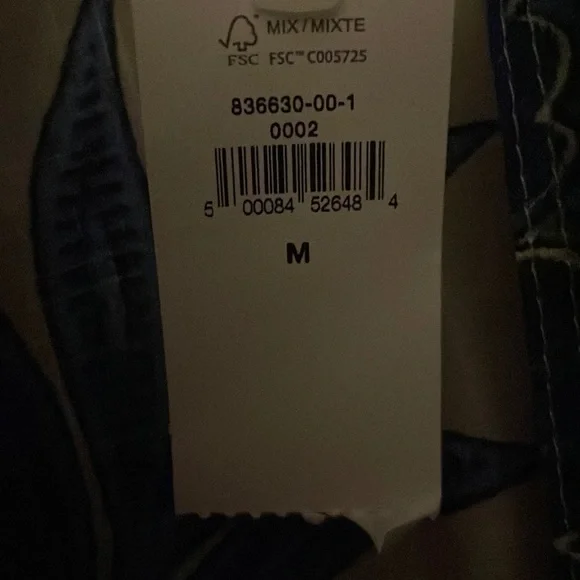 MIX/MIXTE
FSC FSC™ C005725
836630-00-1
0002
5 00084 52648 4
M